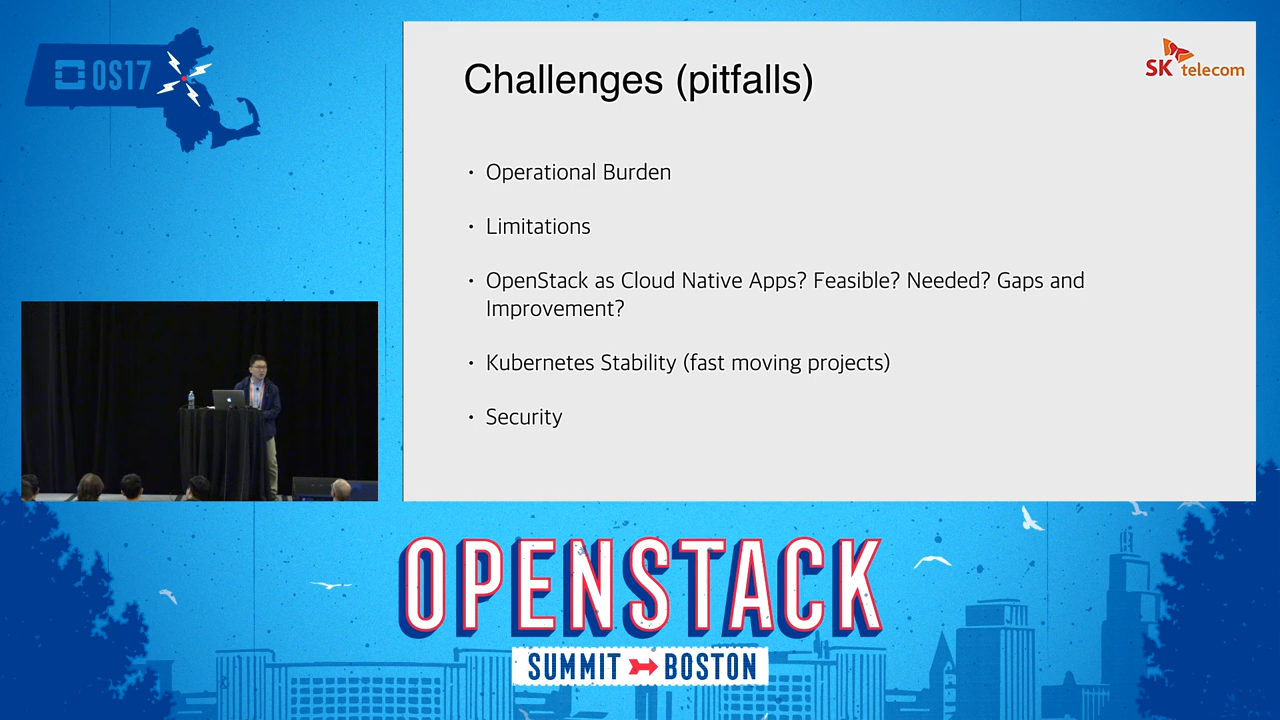 OS17
SK telecom
Challenges (pitfalls)
• Operational Burden
• Limitations
• OpenStack as Cloud Native Apps? Feasible? Needed? Gaps and
Improvement?
• Kubernetes Stability (fast moving projects)
• Security
OPENSTACK
SUMMIT BOSTON